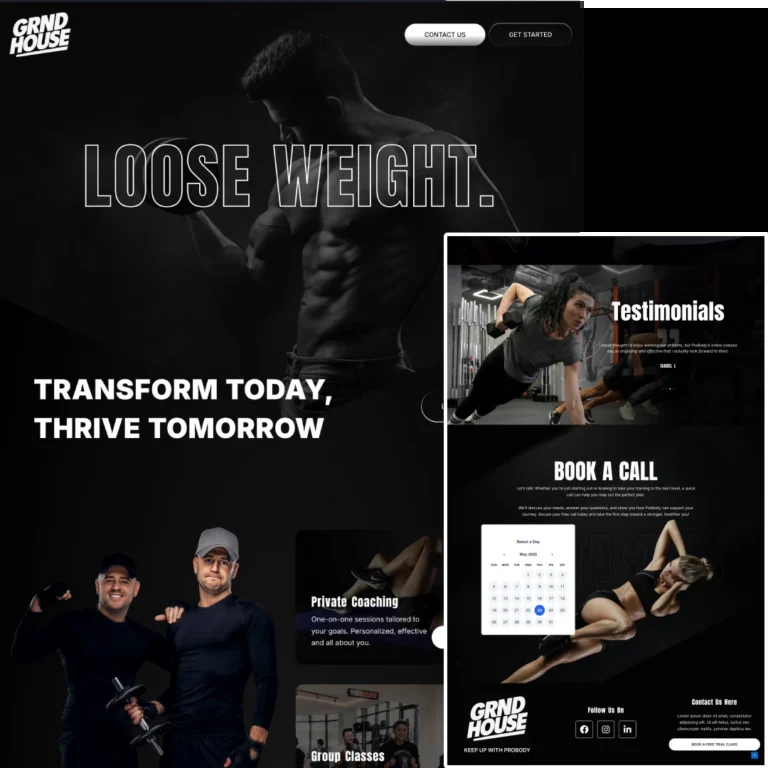 GRND
HOUSE
CONTACT US
GET STARTED
LOOSE WEIGHT.
TRANSFORM TODAY,
THRIVE TOMORROW
Private Coaching
One-on-one sessions tailored to
your goals. Personalized, effective
and all about you.
Group Classes
Testimonials
I never thought I'd enjoy working out at home, but ProBody's online classes
are so engaging and effective that I actually look forward to them.
BOOK A CALL
Let's talk! Whether you're just starting out or looking to take your training to the next level, a quick
call can help you map out the perfect plan.
We'll discuss your needs, answer your questions, and show you how ProBody can support your
journey. Secure your free call today and take the first step toward a stronger, healthier you!
Select a Day
May 2025
SUN MON TUE WED THU FRI SAT
1 2 3 4
5 6 7 8 9 10 11
12 13 14 15 16 17 18
19 20 21 22 23 24 25
26 27 28 29 30 31
GRND
HOUSE
KEEP UP WITH PROBODY
Follow Us On
Contact Us Here
Lorem ipsum dolor sit amet, consectetur
adipiscing elit. Ut elit tellus, luctus nec
ullamcorper mattis, pulvinar dapibus leo.
BOOK A FREE TRIAL CLASS